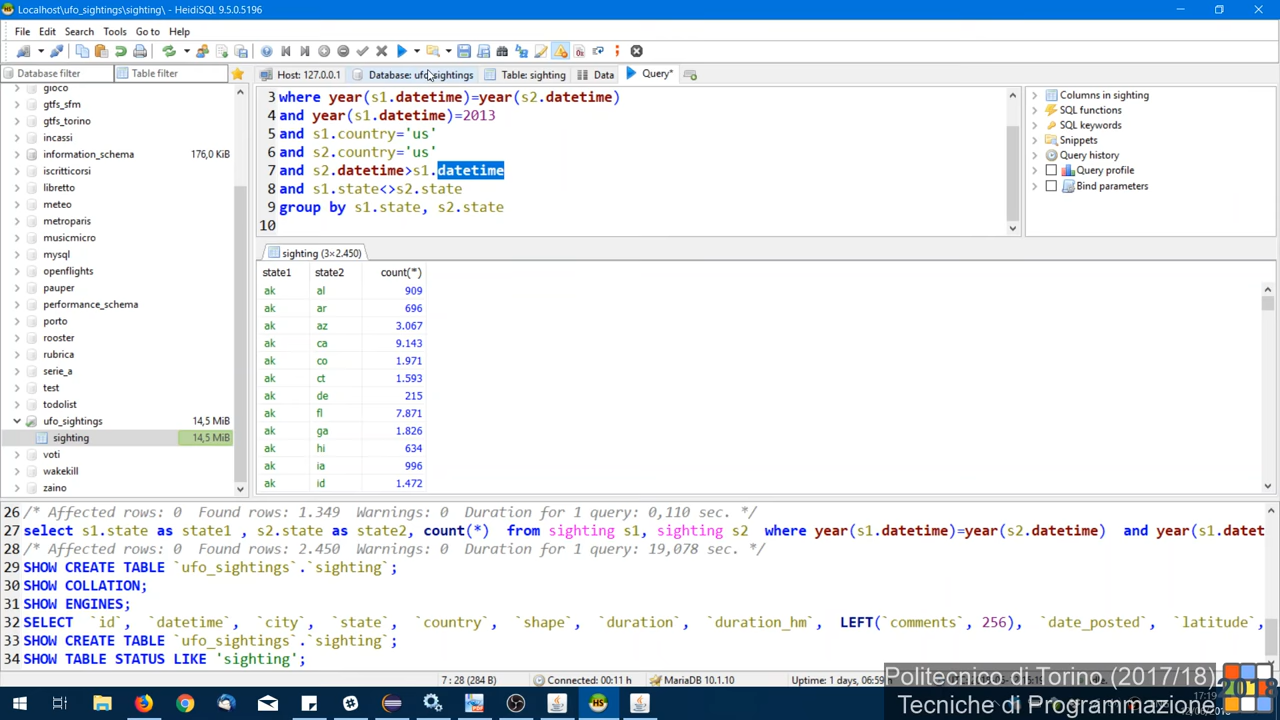 Localhost\ufo_sightings\sighting\ - HeidiSQL 9.5.0.5196
File Edit Search Tools Go to Help
Database filter Table filter Host: 127.0.0.1 Database: ufo_sightings Table: sighting Data Query*
gioco
gtfs_sfm
gtfs_torino
incassi
information_schema 176,0 KiB
iscritticorsi
libretto
meteo
metroparis
musicmicro
mysql
openflights
pauper
performance_schema
porto
rooster
rubrica
serie_a
test
todolist
ufo_sightings 14,5 MiB
sighting 14,5 MiB
voti
wakekill
zaino
3 where year(s1.datetime)=year(s2.datetime)
4 and year(s1.datetime)=2013
5 and s1.country='us'
6 and s2.country='us'
7 and s2.datetime>s1.datetime
8 and s1.state<>s2.state
9 group by s1.state, s2.state
10
Columns in sighting
SQL functions
SQL keywords
Snippets
Query history
Query profile
Bind parameters
sighting (3×2.450)
state1 state2 count(*)
ak al 909
ak ar 696
ak az 3.067
ak ca 9.143
ak co 1.971
ak ct 1.593
ak de 215
ak fl 7.871
ak ga 1.826
ak hi 634
ak ia 996
ak id 1.472
26 /* Affected rows: 0 Found rows: 1.349 Warnings: 0 Duration for 1 query: 0,110 sec. */
27 select s1.state as state1 , s2.state as state2, count(*) from sighting s1, sighting s2 where year(s1.datetime)=year(s2.datetime) and year(s1.datet
28 /* Affected rows: 0 Found rows: 2.450 Warnings: 0 Duration for 1 query: 19,078 sec. */
29 SHOW CREATE TABLE `ufo_sightings`.`sighting`;
30 SHOW COLLATION;
31 SHOW ENGINES;
32 SELECT `id`, `datetime`, `city`, `state`, `country`, `shape`, `duration`, `duration_hm`, LEFT(`comments`, 256), `date_posted`, `latitude`,
33 SHOW CREATE TABLE `ufo_sightings`.`sighting`;
34 SHOW TABLE STATUS LIKE 'sighting';
7 : 28 (284 B) Connected: 00:11 h MariaDB 10.1.10 Uptime: 1 days, 06:59
Politecnico di Torino (2017/18)
Tecniche di Programmazione
17:19
2018